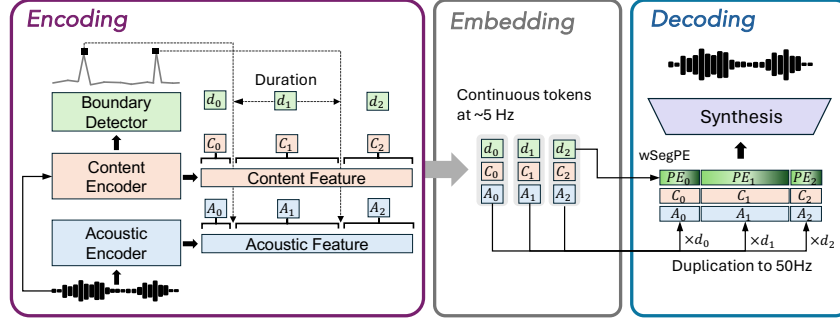 Encoding
Duration
d0 d1 d2
Boundary
Detector
C0 C1 C2
Content
Encoder
Content Feature
A0 A1 A2
Acoustic
Encoder
Acoustic Feature
Embedding
Continuous tokens
at ~5 Hz
d0 d1 d2
C0 C1 C2
A0 A1 A2
Decoding
Synthesis
wSegPE
PE0 PE1 PE2
C0 C1 C2
A0 A1 A2
×d0 ×d1 ×d2
Duplication to 50Hz